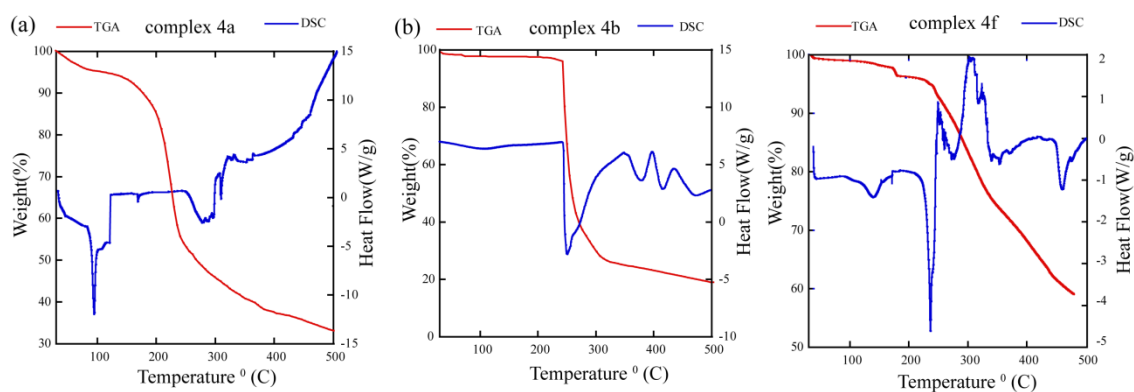 (a) TGA complex 4a DSC
100
90
80
70
60
50
40
30
Weight(%)
15
10
5
0
-5
-10
-15
Heat Flow(W/g)
100 200 300 400 500
Temperature ⁰ (C)
(b) TGA complex 4b DSC
100
80
60
40
20
0
Weight(%)
15
10
5
0
-5
-10
Heat Flow(W/g)
100 200 300 400 500
Temperature ⁰ (C)
TGA complex 4f DSC
100
90
80
70
60
50
Weight(%)
2
1
0
-1
-2
-3
-4
-5
Heat Flow(W/g)
100 200 300 400 500
Temperature ⁰ (C)